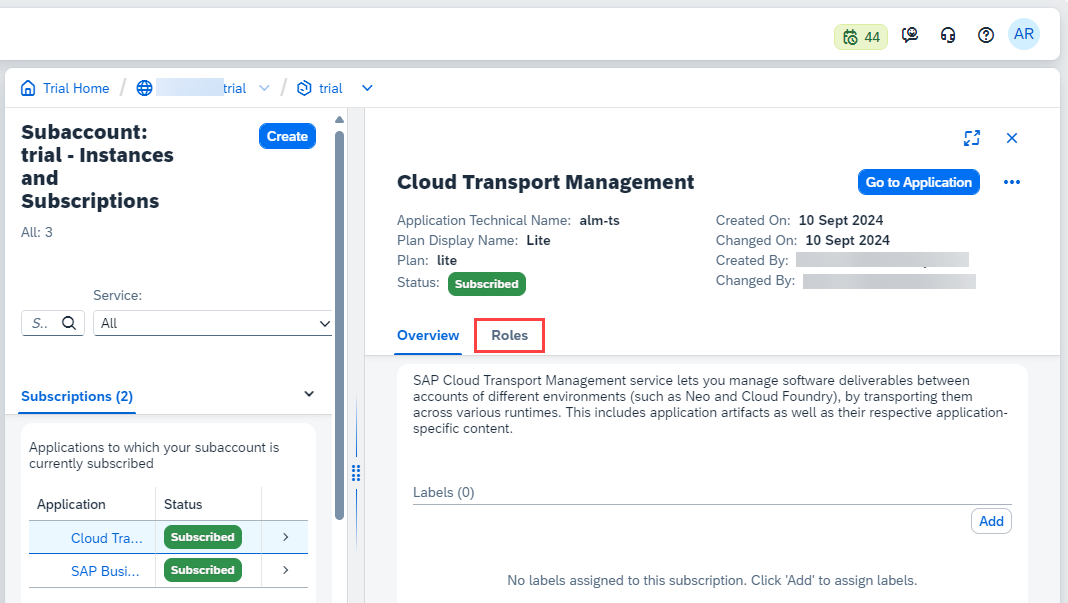 44
AR
Trial Home / trial / trial
Subaccount:
trial - Instances
and
Subscriptions
Create
All: 3
Service:
S..
All
Subscriptions (2)
Applications to which your subaccount is
currently subscribed
Application Status
Cloud Tra... Subscribed
SAP Busi... Subscribed
Cloud Transport Management
Go to Application
Application Technical Name: alm-ts
Plan Display Name: Lite
Plan: lite
Status: Subscribed
Created On: 10 Sept 2024
Changed On: 10 Sept 2024
Created By:
Changed By:
Overview Roles
SAP Cloud Transport Management service lets you manage software deliverables between
accounts of different environments (such as Neo and Cloud Foundry), by transporting them
across various runtimes. This includes application artifacts as well as their respective application-
specific content.
Labels (0)
Add
No labels assigned to this subscription. Click 'Add' to assign labels.